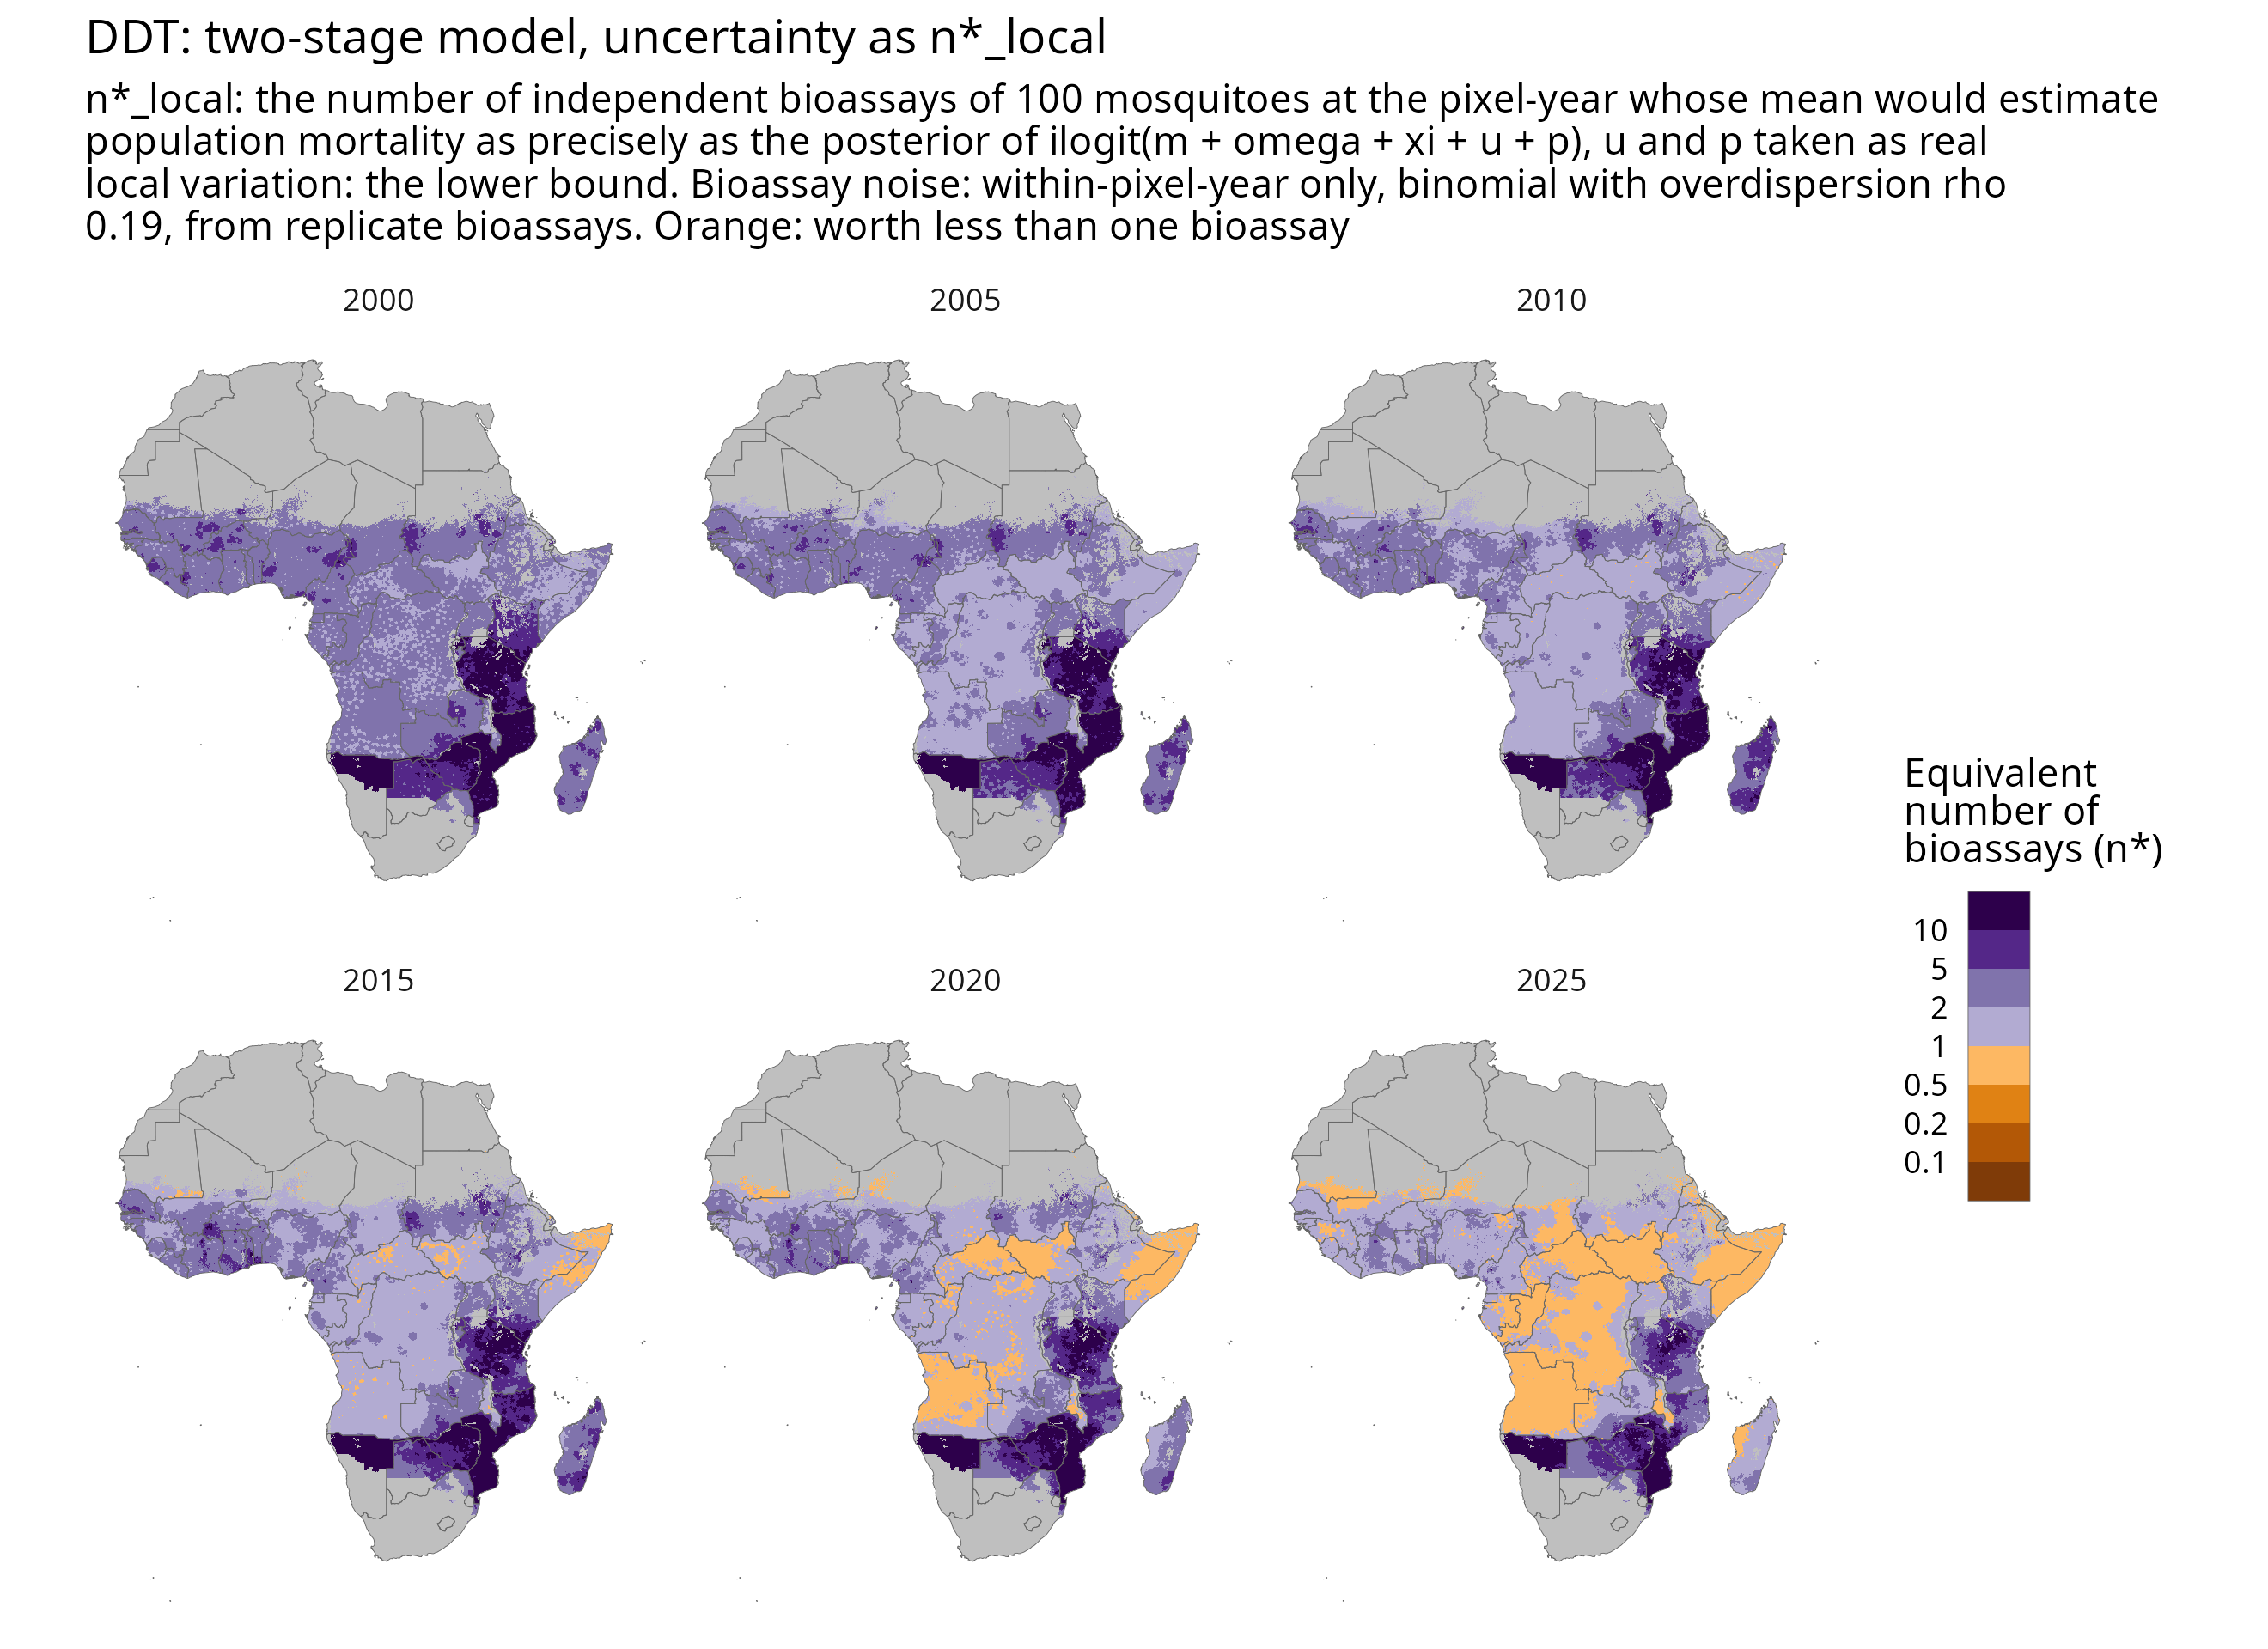 DDT: two-stage model, uncertainty as n*_local
n*_local: the number of independent bioassays of 100 mosquitoes at the pixel-year whose mean would estimate
population mortality as precisely as the posterior of ilogit(m + omega + xi + u + p), u and p taken as real
local variation: the lower bound. Bioassay noise: within-pixel-year only, binomial with overdispersion rho
0.19, from replicate bioassays. Orange: worth less than one bioassay
2000
2005
2010
2015
2020
2025
Equivalent
number of
bioassays (n*)
10
5
2
1
0.5
0.2
0.1